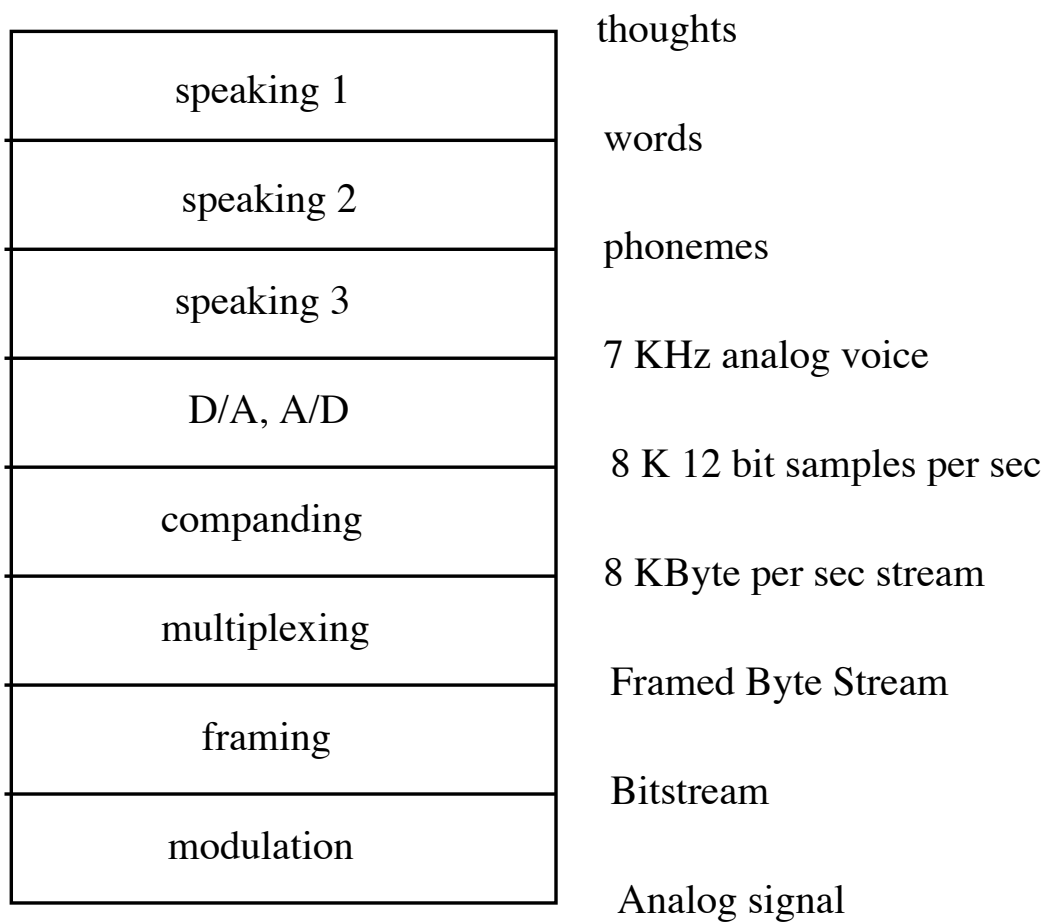 thoughts
speaking 1
words
speaking 2
phonemes
speaking 3
7 KHz analog voice
D/A, A/D
8 K 12 bit samples per sec
companding
8 KByte per sec stream
multiplexing
Framed Byte Stream
framing
Bitstream
modulation
Analog signal